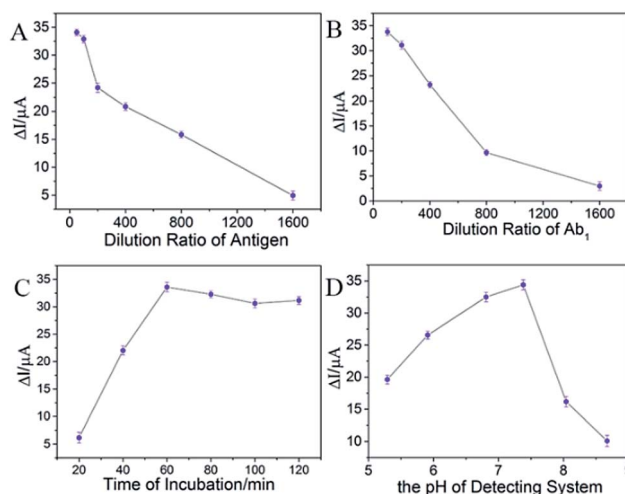 A
ΔI/μA
35
30
25
20
15
10
5
0 400 800 1200 1600
Dilution Ratio of Antigen
B
ΔI/μA
35
30
25
20
15
10
5
0
0 400 800 1200 1600
Dilution Ratio of Ab₁
C
ΔI/μA
35
30
25
20
15
10
5
20 40 60 80 100 120
Time of Incubation/min
D
ΔI/μA
40
35
30
25
20
15
10
5 6 7 8 9
the pH of Detecting System